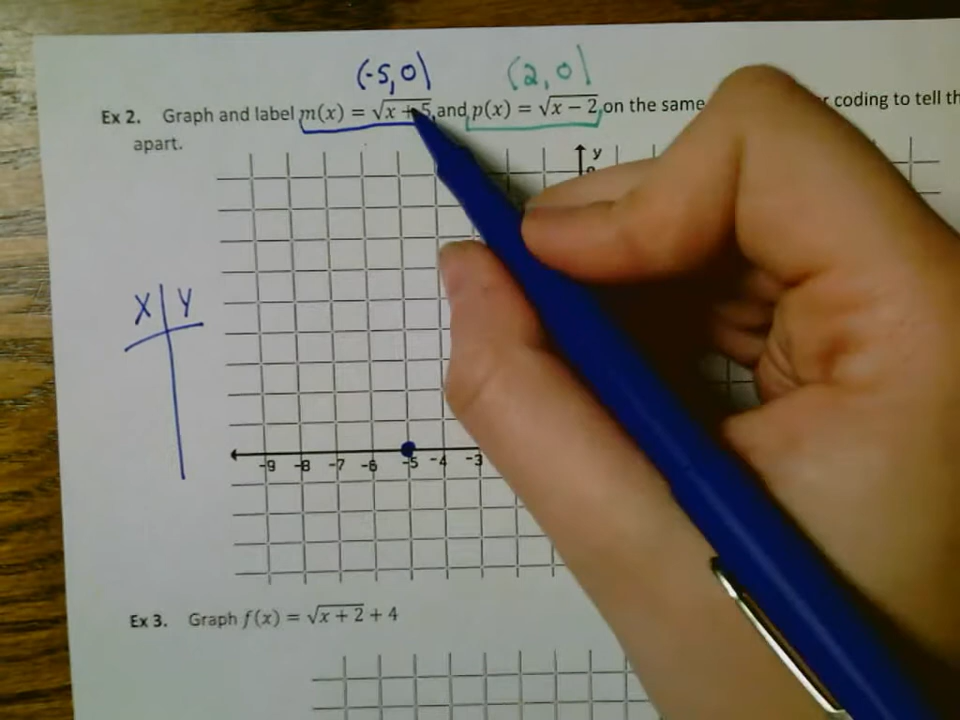 (-5, 0) (2, 0)
Ex 2. Graph and label m(x) = √x + 5 and p(x) = √x − 2 on the same coding to tell
apart.
y
X Y
-9 -8 -7 -6 -5 -4 -3
Ex 3. Graph f(x) = √x + 2 + 4